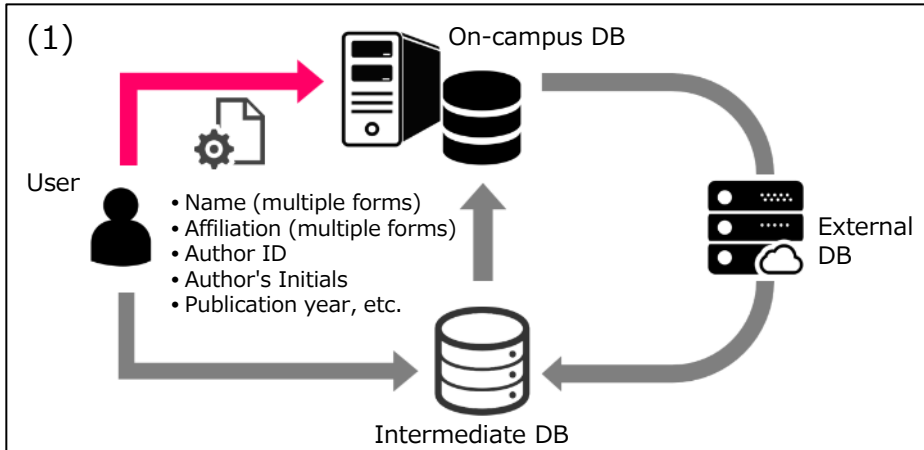 (1)
On-campus DB
User
• Name (multiple forms)
• Affiliation (multiple forms)
• Author ID
• Author's Initials
• Publication year, etc.
External
DB
Intermediate DB